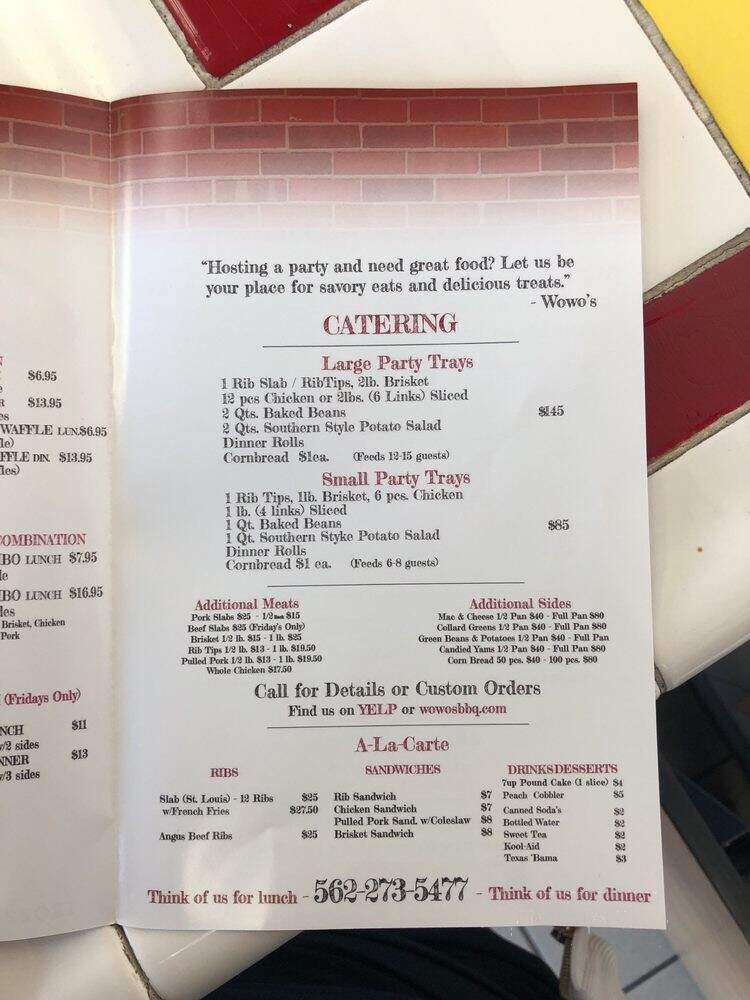 N
$6.95
e
R $13.95
es
WAFFLE LUN.$6.95
le)
FFLE DIN. $13.95
les)
OMBINATION
BO LUNCH $7.95
le
BO LUNCH $16.95
les
Brisket, Chicken
Pork
(Fridays Only)
NCH $11
w/2 sides
NNER $13
w/3 sides
"Hosting a party and need great food? Let us be
your place for savory eats and delicious treats."
- Wowo's
CATERING
Large Party Trays
1 Rib Slab / RibTips, 2lb. Brisket
12 pcs Chicken or 2lbs. (6 Links) Sliced
2 Qts. Baked Beans $145
2 Qts. Southern Style Potato Salad
Dinner Rolls
Cornbread $1ea. (Feeds 12-15 guests)
Small Party Trays
1 Rib Tips, 1lb. Brisket, 6 pcs. Chicken
1 lb. (4 links) Sliced
1 Qt. Baked Beans $85
1 Qt. Southern Styke Potato Salad
Dinner Rolls
Cornbread $1 ea. (Feeds 6-8 guests)
Additional Meats
Pork Slabs $25 - 1/2 $15
Beef Slabs $25 (Friday's Only)
Brisket 1/2 lb. $15 - 1 lb. $25
Rib Tips 1/2 lb. $13 - 1 lb. $19.50
Pulled Pork 1/2 lb. $13 - 1 lb. $19.50
Whole Chicken $17.50
Additional Sides
Mac & Cheese 1/2 Pan $40 - Full Pan $80
Collard Greens 1/2 Pan $40 - Full Pan $80
Green Beans & Potatoes 1/2 Pan $40 - Full Pan
Candied Yams 1/2 Pan $40 - Full Pan $80
Corn Bread 50 pcs. $40 - 100 pcs. $80
Call for Details or Custom Orders
Find us on YELP or wowosbbq.com
A-La-Carte
RIBS
Slab (St. Louis) - 12 Ribs $25
w/French Fries $27.50
Angus Beef Ribs $25
SANDWICHES
Rib Sandwich $7
Chicken Sandwich $7
Pulled Pork Sand. w/Coleslaw $8
Brisket Sandwich $8
DRINKSDESSERTS
7up Pound Cake (1 slice) $4
Peach Cobbler $5
Canned Soda's $2
Bottled Water $2
Sweet Tea $2
Kool-Aid $2
Texas 'Bama $3
Think of us for lunch - 562-273-5477 - Think of us for dinner